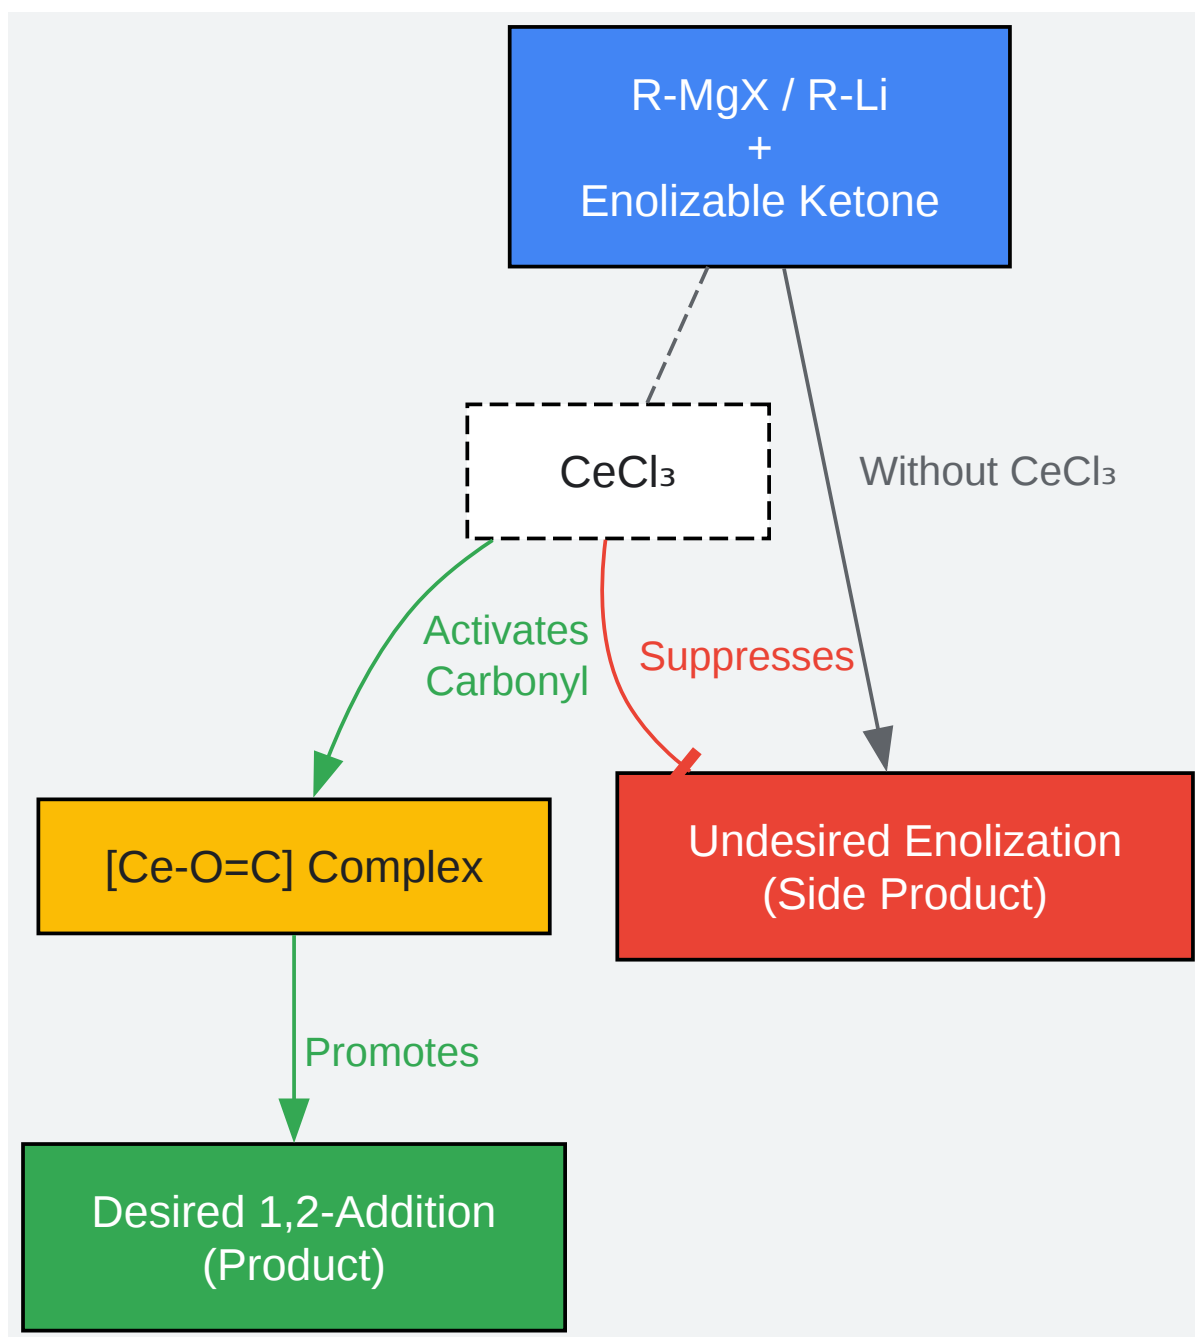 R-MgX / R-Li
+
Enolizable Ketone
CeCl₃
Without CeCl₃
Activates
Carbonyl
Suppresses
[Ce-O=C] Complex
Undesired Enolization
(Side Product)
Promotes
Desired 1,2-Addition
(Product)